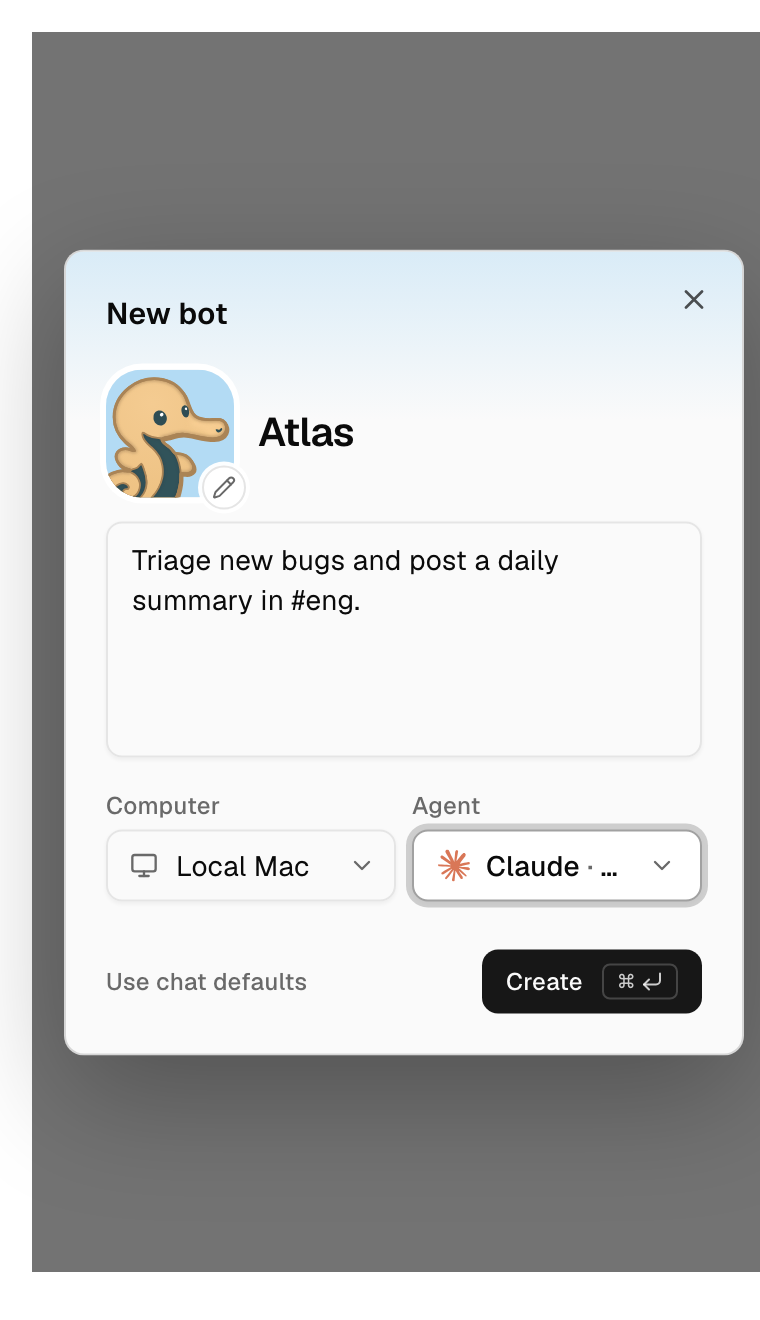 New bot
Atlas
Triage new bugs and post a daily
summary in #eng.
Computer
Agent
Local Mac
Claude · ...
Use chat defaults
Create ⌘ ↵